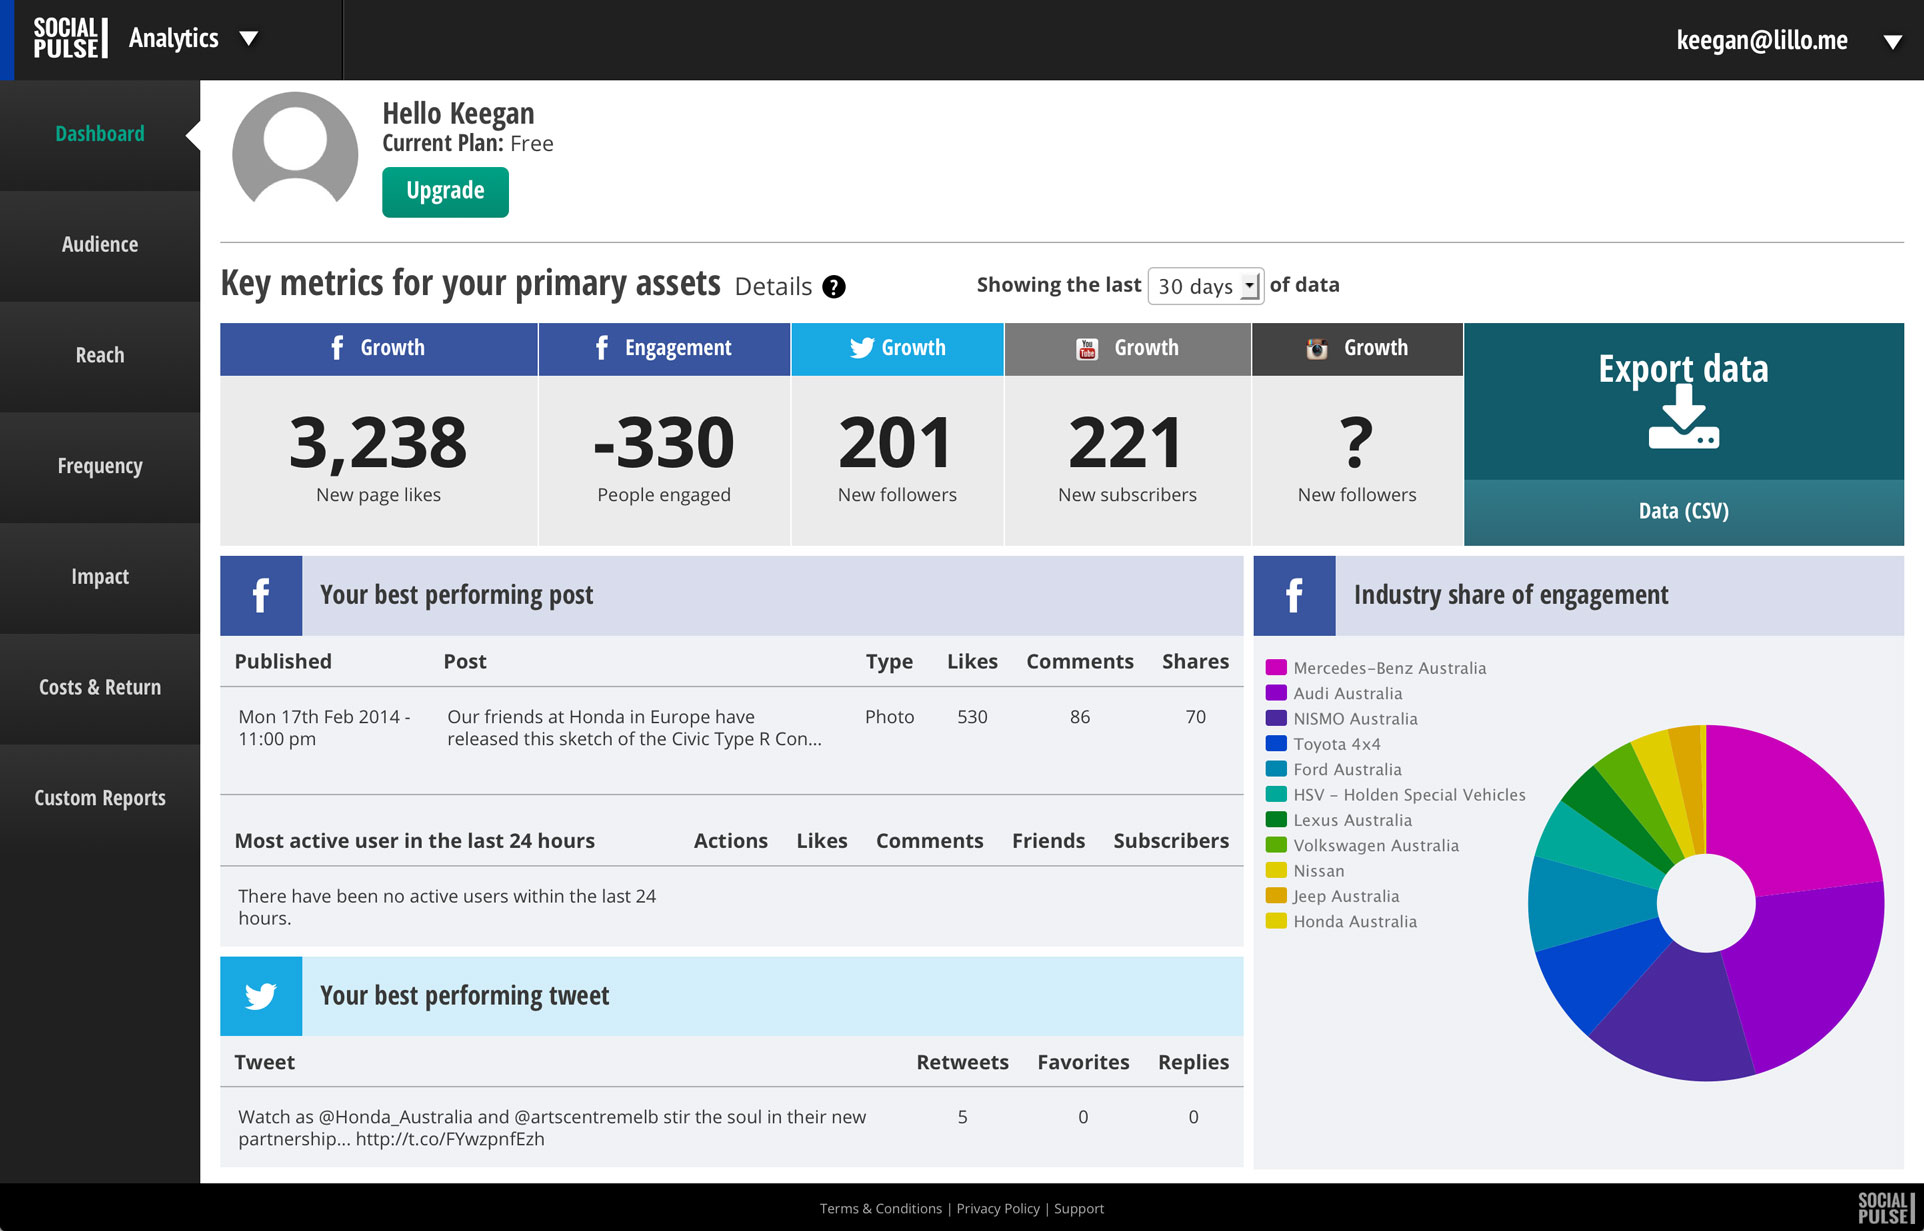 SOCIAL
PULSE
Analytics
keegan@lillo.me
Dashboard
Audience
Reach
Frequency
Impact
Costs & Return
Custom Reports
Hello Keegan
Current Plan: Free
Upgrade
Key metrics for your primary assets Details ?
Showing the last 30 days of data
Growth
3,238
New page likes
Engagement
-330
People engaged
Growth
201
New followers
You
Tube
Growth
221
New subscribers
Growth
?
New followers
Export data
Data (CSV)
Your best performing post
Published Post Type Likes Comments Shares
Mon 17th Feb 2014 - Our friends at Honda in Europe have Photo 530 86 70
11:00 pm released this sketch of the Civic Type R Con...
Most active user in the last 24 hours Actions Likes Comments Friends Subscribers
There have been no active users within the last 24
hours.
Your best performing tweet
Tweet Retweets Favorites Replies
Watch as @Honda_Australia and @artscentremelb stir the soul in their new 5 0 0
partnership... http://t.co/FYwzpnfEzh
Industry share of engagement
Mercedes-Benz Australia
Audi Australia
NISMO Australia
Toyota 4x4
Ford Australia
HSV - Holden Special Vehicles
Lexus Australia
Volkswagen Australia
Nissan
Jeep Australia
Honda Australia
Terms & Conditions | Privacy Policy | Support
SOCIAL
PULSE